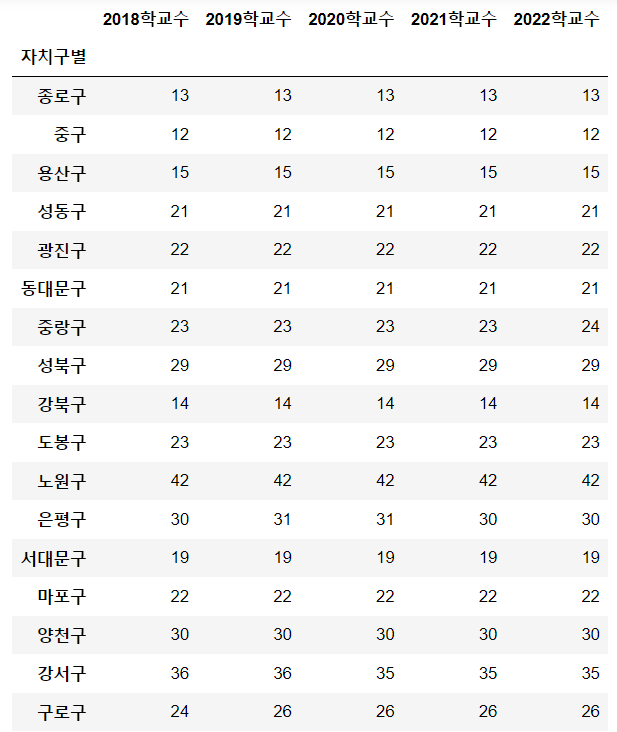 2018학교수 2019학교수 2020학교수 2021학교수 2022학교수
자치구별
종로구 13 13 13 13 13
중구 12 12 12 12 12
용산구 15 15 15 15 15
성동구 21 21 21 21 21
광진구 22 22 22 22 22
동대문구 21 21 21 21 21
중랑구 23 23 23 23 24
성북구 29 29 29 29 29
강북구 14 14 14 14 14
도봉구 23 23 23 23 23
노원구 42 42 42 42 42
은평구 30 31 31 30 30
서대문구 19 19 19 19 19
마포구 22 22 22 22 22
양천구 30 30 30 30 30
강서구 36 36 35 35 35
구로구 24 26 26 26 26